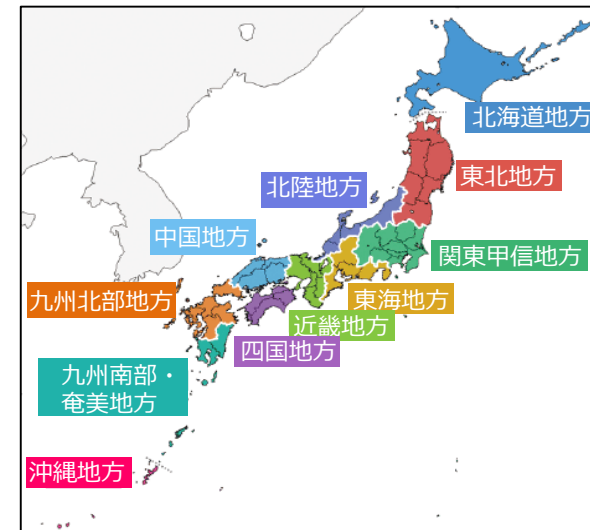 北海道地方
東北地方
北陸地方
中国地方
関東甲信地方
九州北部地方
東海地方
近畿地方
四国地方
九州南部・
奄美地方
沖縄地方